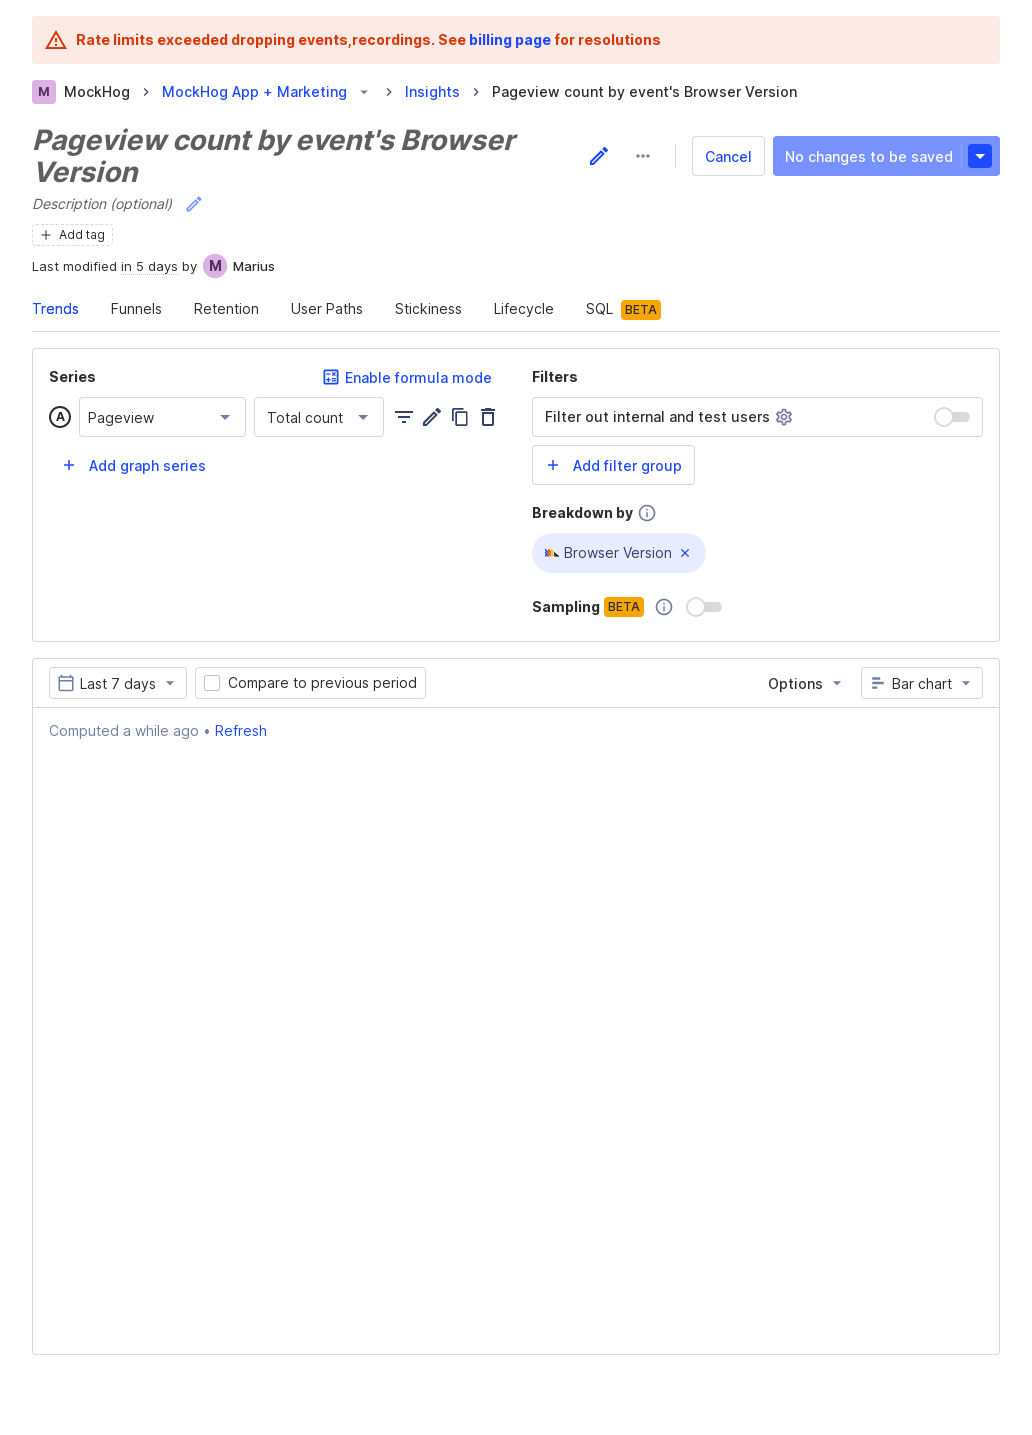 Rate limits exceeded dropping events,recordings. See billing page for resolutions
M MockHog MockHog App + Marketing Insights Pageview count by event's Browser Version
Pageview count by event's Browser
Version
Cancel No changes to be saved
Description (optional)
Add tag
Last modified in 5 days by M Marius
Trends Funnels Retention User Paths Stickiness Lifecycle SQL BETA
Series Enable formula mode
A Pageview Total count
Add graph series
Filters
Filter out internal and test users
Add filter group
Breakdown by
Browser Version
Sampling BETA
Last 7 days Compare to previous period Options Bar chart
Computed a while ago • Refresh